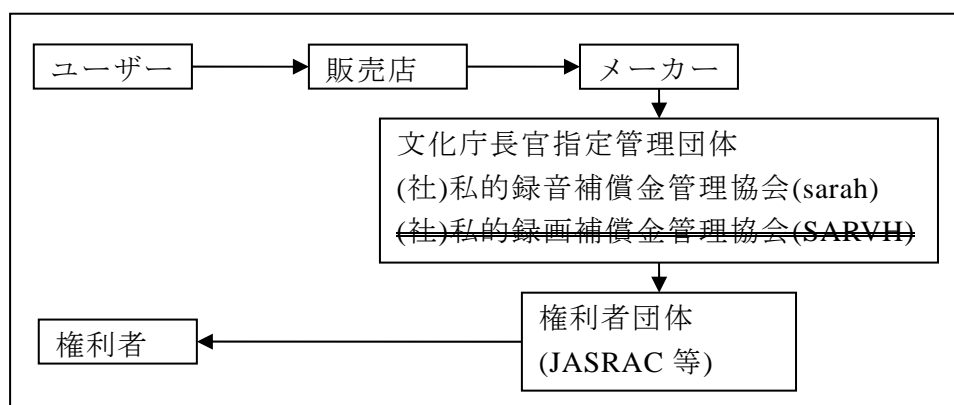 ユーザー
販売店
メーカー
文化庁長官指定管理団体
(社)私的録音補償金管理協会(sarah)
(社)私的録画補償金管理協会(SARVH)
権利者団体
(JASRAC 等)
権利者